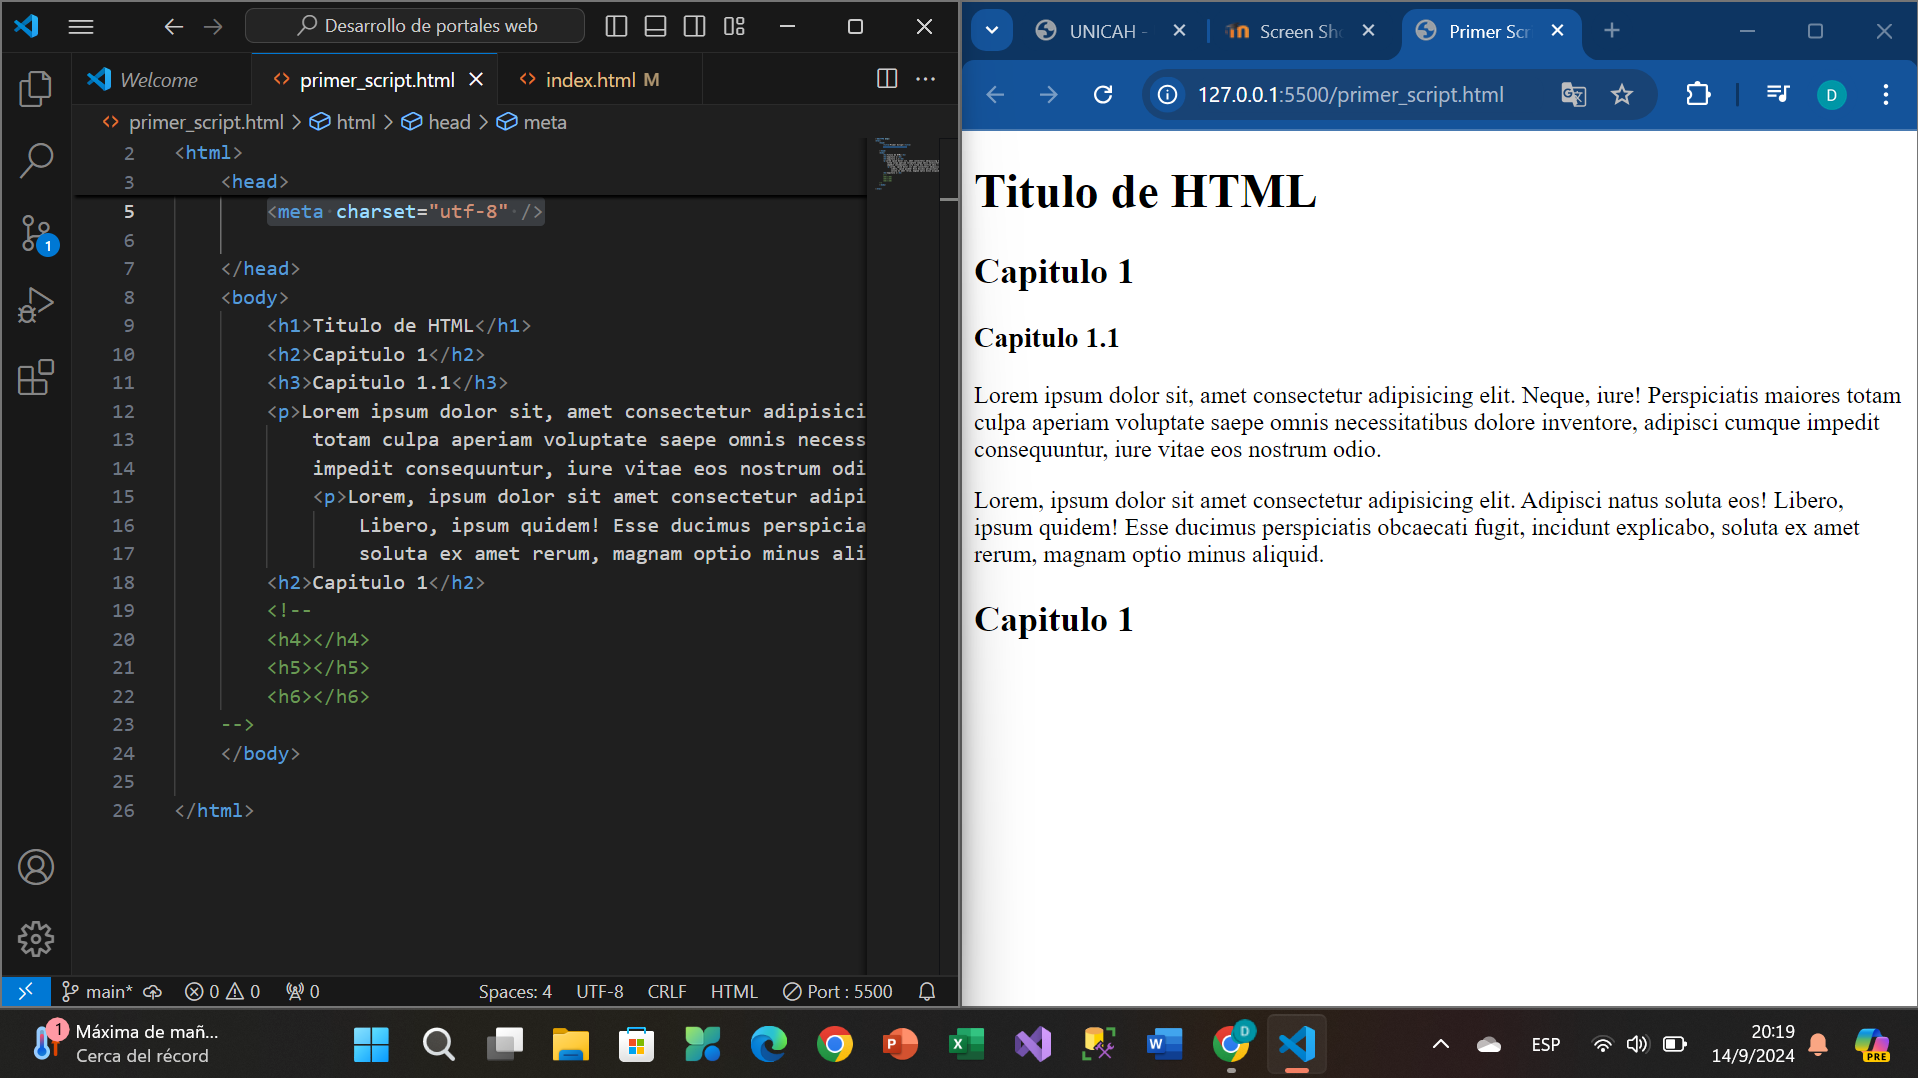 Desarrollo de portales web
Welcome
primer_script.html
index.html M
primer_script.html > html > head > meta
2 <html>
3 <head>
5 <meta charset="utf-8" />
6
7 </head>
8 <body>
9 <h1>Titulo de HTML</h1>
10 <h2>Capitulo 1</h2>
11 <h3>Capitulo 1.1</h3>
12 <p>Lorem ipsum dolor sit, amet consectetur adipisici
13 totam culpa aperiam voluptate saepe omnis necess
14 impedit consequuntur, iure vitae eos nostrum odi
15 <p>Lorem, ipsum dolor sit amet consectetur adipi
16 Libero, ipsum quidem! Esse ducimus perspicia
17 soluta ex amet rerum, magnam optio minus ali
18 <h2>Capitulo 1</h2>
19 <!--
20 <h4></h4>
21 <h5></h5>
22 <h6></h6>
23 -->
24 </body>
25
26 </html>
1
main* 0 0 0 Spaces: 4 UTF-8 CRLF HTML Port : 5500
UNICAH -
Screen Sho
Primer Scr
127.0.0.1:5500/primer_script.html
D
Titulo de HTML
Capitulo 1
Capitulo 1.1
Lorem ipsum dolor sit, amet consectetur adipisicing elit. Neque, iure! Perspiciatis maiores totam
culpa aperiam voluptate saepe omnis necessitatibus dolore inventore, adipisci cumque impedit
consequuntur, iure vitae eos nostrum odio.
Lorem, ipsum dolor sit amet consectetur adipisicing elit. Adipisci natus soluta eos! Libero,
ipsum quidem! Esse ducimus perspiciatis obcaecati fugit, incidunt explicabo, soluta ex amet
rerum, magnam optio minus aliquid.
Capitulo 1
1
Máxima de mañ...
Cerca del récord
D
ESP
20:19
14/9/2024
PRE